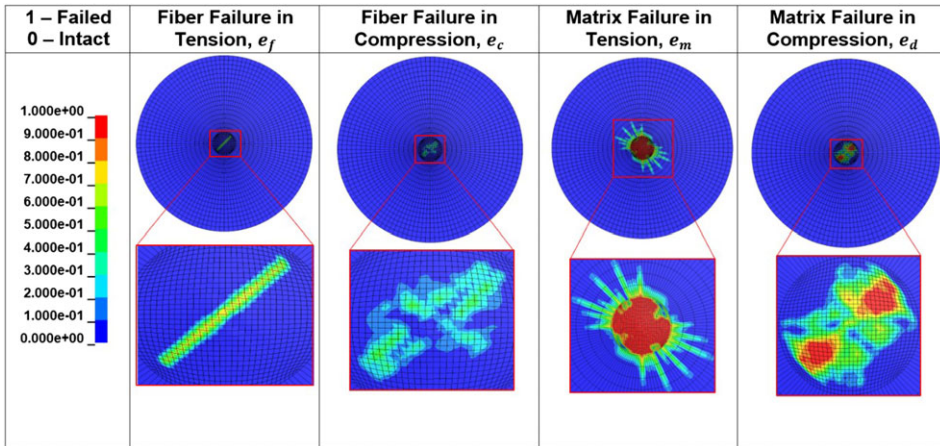 1 – Failed
0 – Intact
Fiber Failure in
Tension, e_f
Fiber Failure in
Compression, e_c
Matrix Failure in
Tension, e_m
Matrix Failure in
Compression, e_d
1.000e+00
9.000e-01
8.000e-01
7.000e-01
6.000e-01
5.000e-01
4.000e-01
3.000e-01
2.000e-01
1.000e-01
0.000e+00